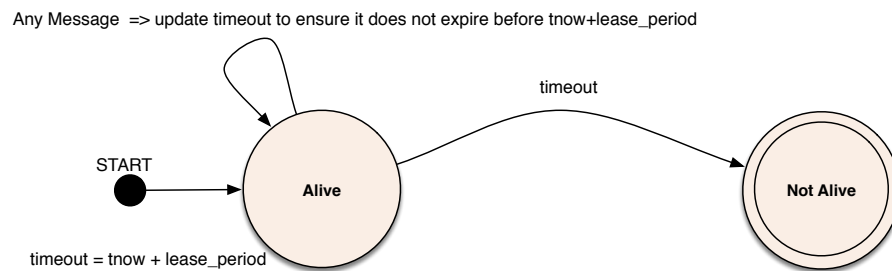 Any Message => update timeout to ensure it does not expire before tnow+lease_period
timeout
START
Alive
Not Alive
timeout = tnow + lease_period